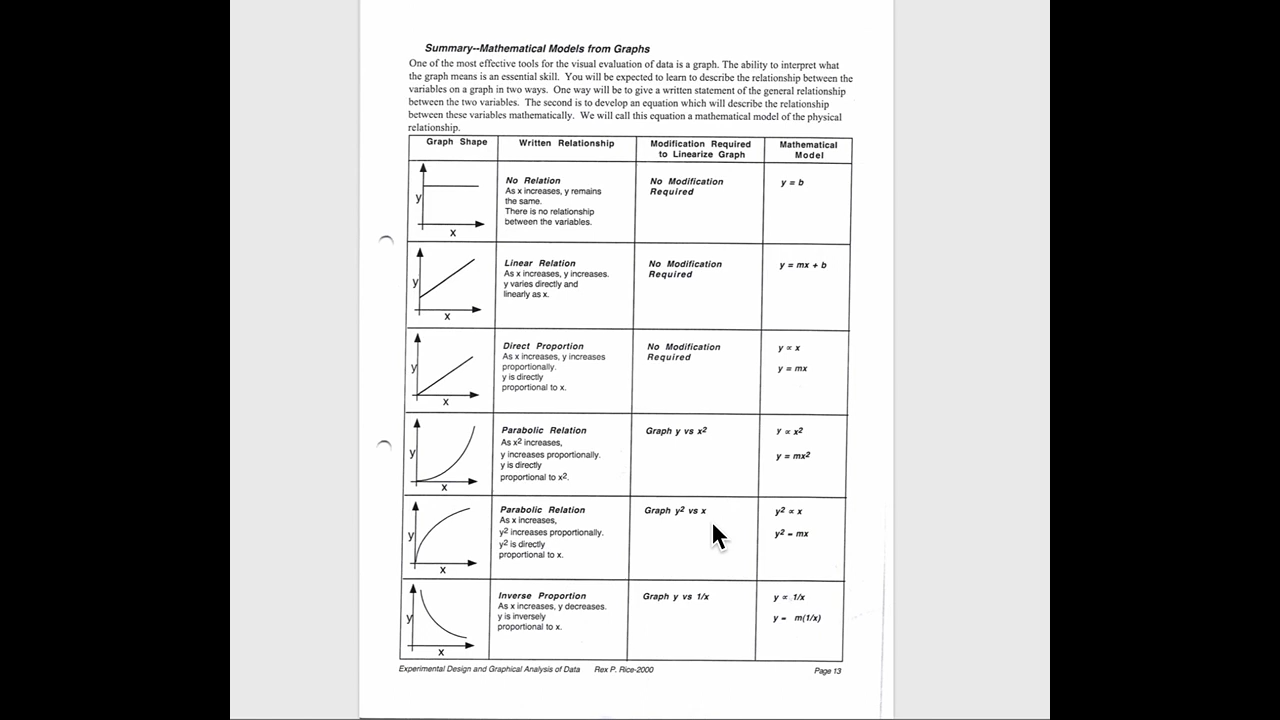 Summary--Mathematical Models from Graphs
One of the most effective tools for the visual evaluation of data is a graph. The ability to interpret what
the graph means is an essential skill. You will be expected to learn to describe the relationship between the
variables on a graph in two ways. One way will be to give a written statement of the general relationship
between the two variables. The second is to develop an equation which will describe the relationship
between these variables mathematically. We will call this equation a mathematical model of the physical
relationship.
Graph Shape
Written Relationship
Modification Required
to Linearize Graph
Mathematical
Model
y
x
No Relation
As x increases, y remains
the same.
There is no relationship
between the variables.
No Modification
Required
y = b
y
x
Linear Relation
As x increases, y increases.
y varies directly and
linearly as x.
No Modification
Required
y = mx + b
y
x
Direct Proportion
As x increases, y increases
proportionally.
y is directly
proportional to x.
No Modification
Required
y ∝ x
y = mx
y
x
Parabolic Relation
As x² increases,
y increases proportionally.
y is directly
proportional to x².
Graph y vs x²
y ∝ x²
y = mx²
y
x
Parabolic Relation
As x increases,
y² increases proportionally.
y² is directly
proportional to x.
Graph y² vs x
y² ∝ x
y² = mx
y
x
Inverse Proportion
As x increases, y decreases.
y is inversely
proportional to x.
Graph y vs 1/x
y ∝ 1/x
y = m(1/x)
Experimental Design and Graphical Analysis of Data Rex P. Rice-2000 Page 13